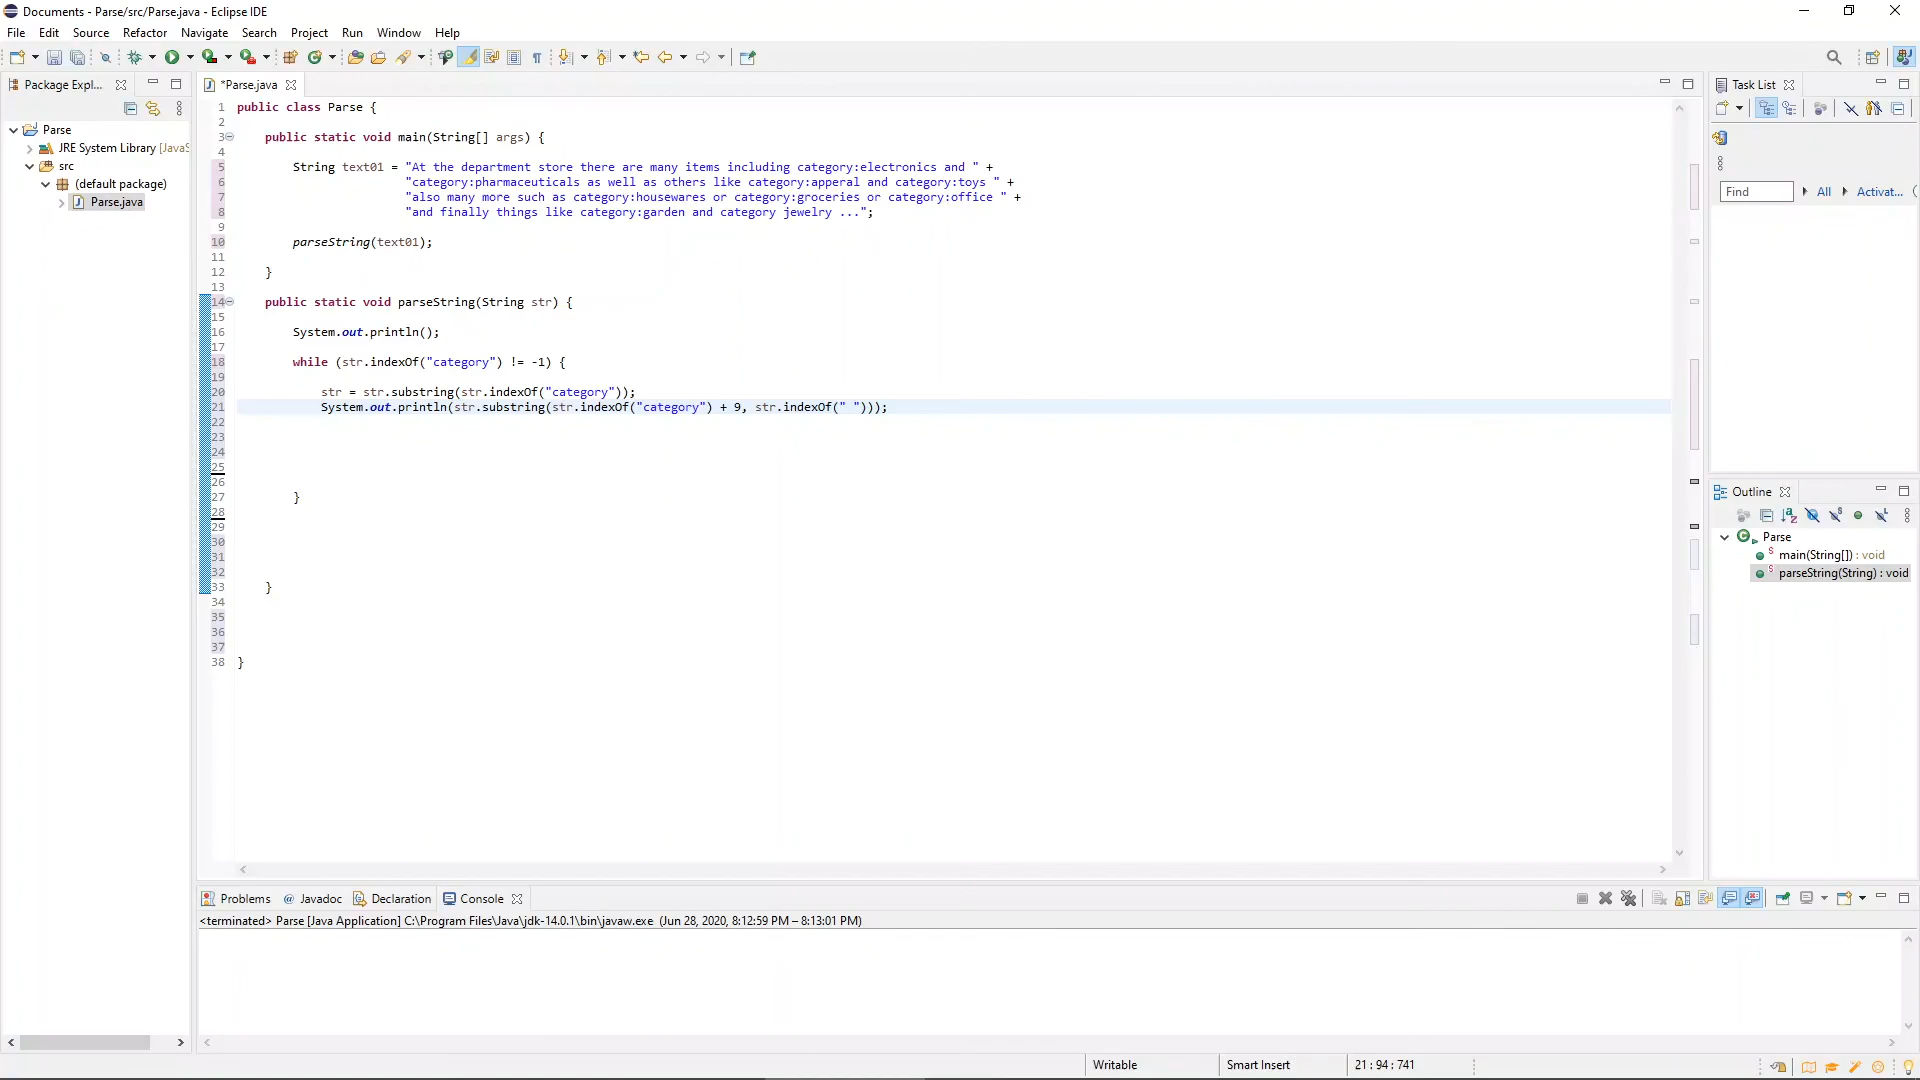 Documents - Parse/src/Parse.java - Eclipse IDE
File Edit Source Refactor Navigate Search Project Run Window Help
Package Expl...
Parse
JRE System Library [JavaS
src
(default package)
Parse.java
*Parse.java
1 public class Parse {
2
3 public static void main(String[] args) {
4
5 String text01 = "At the department store there are many items including category:electronics and " +
6 "category:pharmaceuticals as well as others like category:apperal and category:toys " +
7 "also many more such as category:housewares or category:groceries or category:office " +
8 "and finally things like category:garden and category jewelry ...";
9
10 parseString(text01);
11
12 }
13
14 public static void parseString(String str) {
15
16 System.out.println();
17
18 while (str.indexOf("category") != -1) {
19
20 str = str.substring(str.indexOf("category"));
21 System.out.println(str.substring(str.indexOf("category") + 9, str.indexOf(" ")));
22
23
24
25
26
27 }
28
29
30
31
32
33 }
34
35
36
37
38 }
Task List
Find All Activat...
Outline
Parse
main(String[]) : void
parseString(String) : void
Problems Javadoc Declaration Console
<terminated> Parse [Java Application] C:\Program Files\Java\jdk-14.0.1\bin\javaw.exe (Jun 28, 2020, 8:12:59 PM – 8:13:01 PM)
Writable Smart Insert 21 : 94 : 741